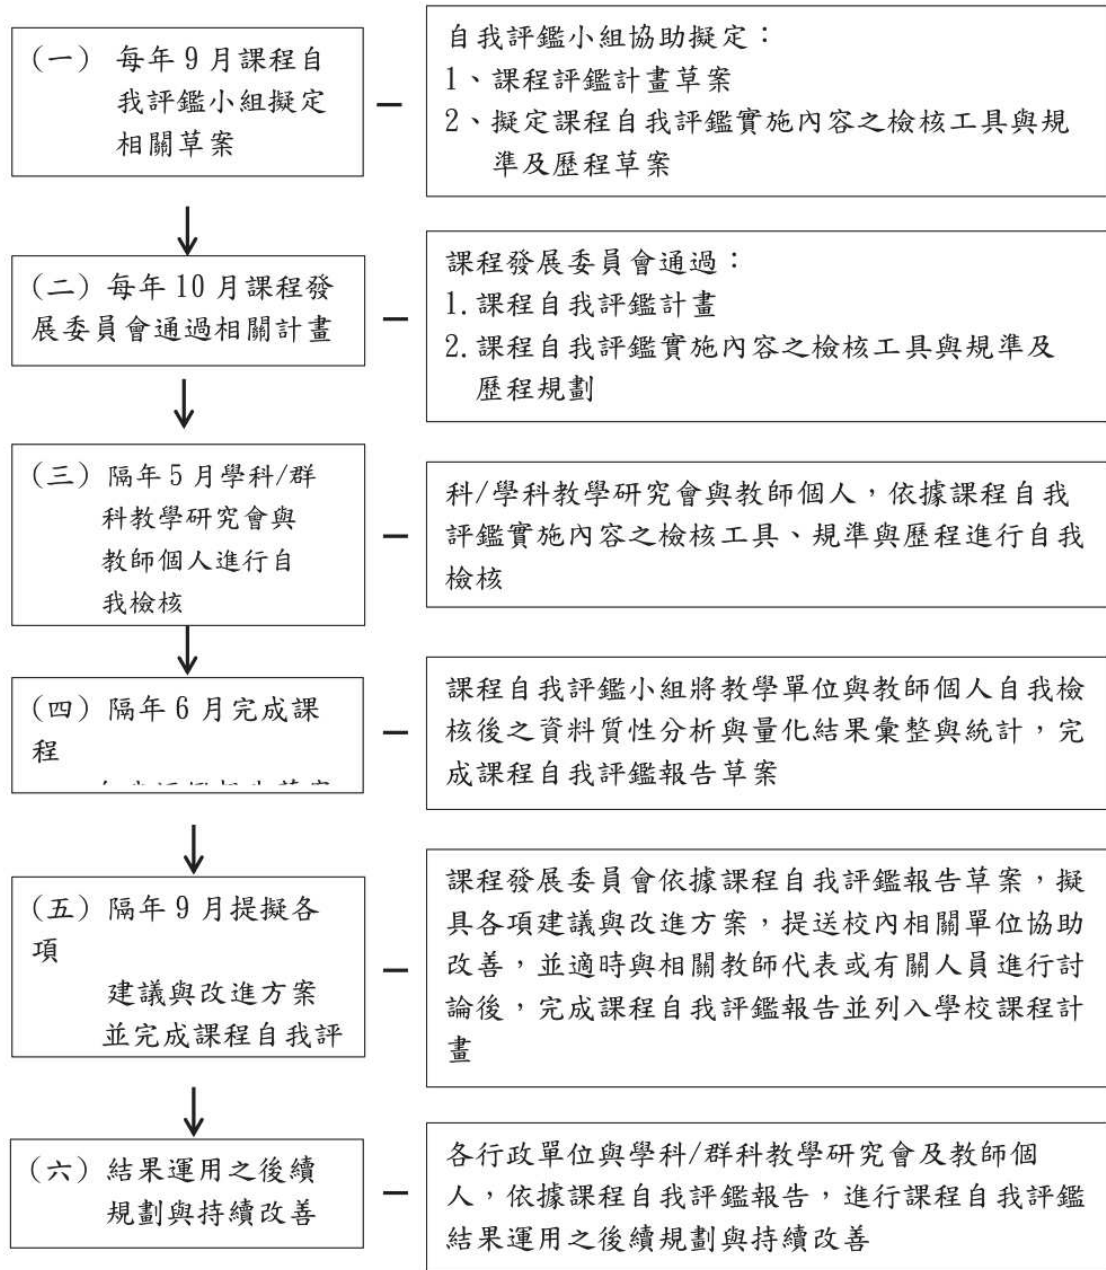 (一) 每年 9 月課程自
我評鑑小組擬定
相關草案
自我評鑑小組協助擬定：
1、課程評鑑計畫草案
2、擬定課程自我評鑑實施內容之檢核工具與規
準及歷程草案
(二) 每年 10 月課程發
展委員會通過相關計畫
課程發展委員會通過：
1. 課程自我評鑑計畫
2. 課程自我評鑑實施內容之檢核工具與規準及
歷程規劃
(三) 隔年 5 月學科/群
科教學研究會與
教師個人進行自
我檢核
科/學科教學研究會與教師個人，依據課程自我
評鑑實施內容之檢核工具、規準與歷程進行自我
檢核
(四) 隔年 6 月完成課
程
課程自我評鑑小組將教學單位與教師個人自我檢
核後之資料質性分析與量化結果彙整與統計，完
成課程自我評鑑報告草案
(五) 隔年 9 月提擬各
項
建議與改進方案
並完成課程自我評
課程發展委員會依據課程自我評鑑報告草案，擬
具各項建議與改進方案，提送校內相關單位協助
改善，並適時與相關教師代表或有關人員進行討
論後，完成課程自我評鑑報告並列入學校課程計
畫
(六) 結果運用之後續
規劃與持續改善
各行政單位與學科/群科教學研究會及教師個
人，依據課程自我評鑑報告，進行課程自我評鑑
結果運用之後續規劃與持續改善